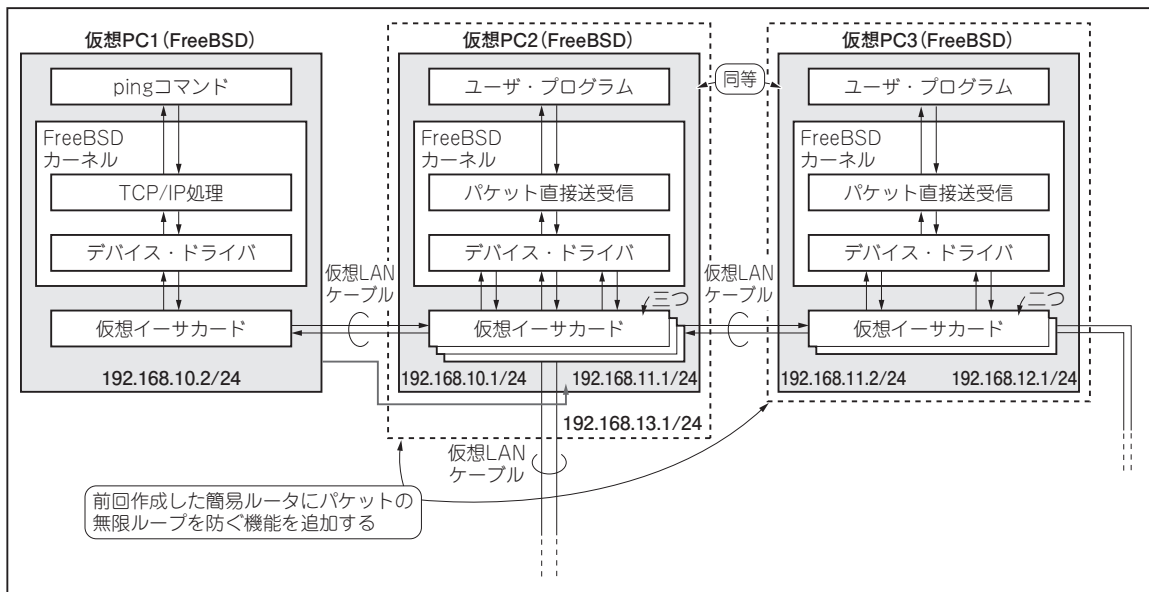 仮想PC1(FreeBSD)
pingコマンド
FreeBSD
カーネル
TCP/IP処理
デバイス・ドライバ
仮想イーサカード
192.168.10.2/24
仮想LAN
ケーブル
仮想PC2(FreeBSD)
ユーザ・プログラム
FreeBSD
カーネル
パケット直接送受信
デバイス・ドライバ
三つ
仮想イーサカード
192.168.10.1/24
192.168.11.1/24
192.168.13.1/24
仮想LAN
ケーブル
同等
仮想LAN
ケーブル
仮想PC3(FreeBSD)
ユーザ・プログラム
FreeBSD
カーネル
パケット直接送受信
デバイス・ドライバ
二つ
仮想イーサカード
192.168.11.2/24
192.168.12.1/24
前回作成した簡易ルータにパケットの
無限ループを防ぐ機能を追加する